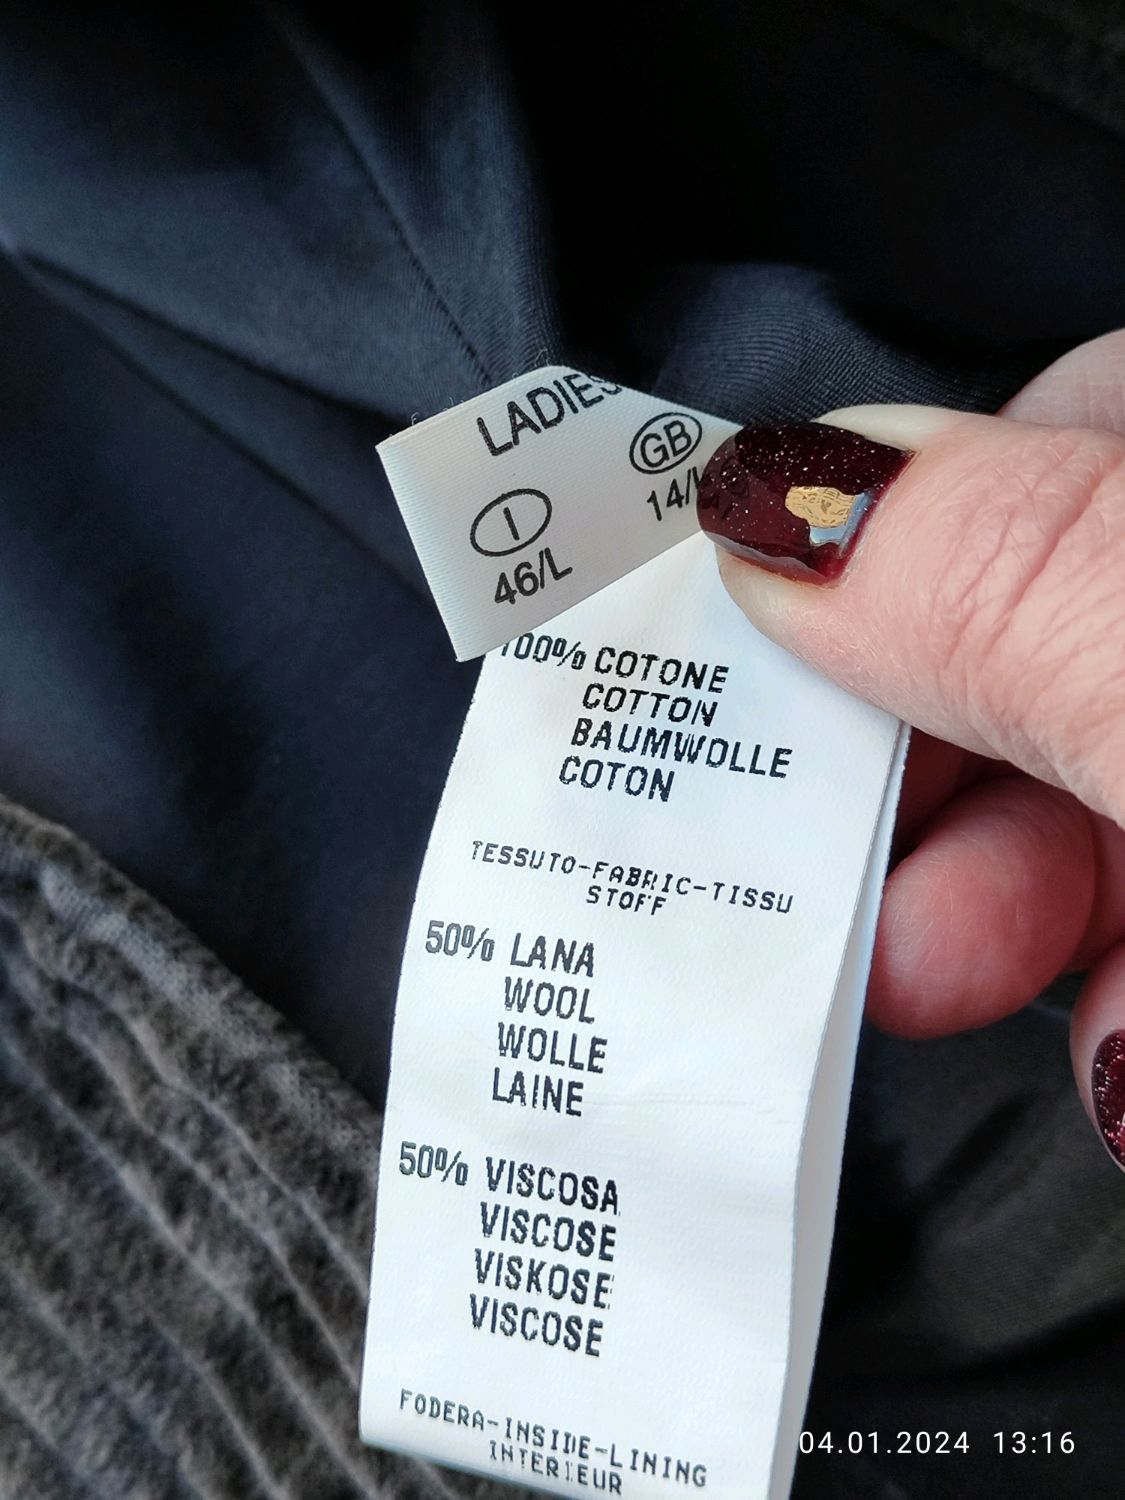 LADIES
I GB
46/L 14/
100% COTONE
COTTON
BAUMWOLLE
COTON
TESSUTO-FABRIC-TISSU
STOFF
50% LANA
WOOL
WOLLE
LAINE
50% VISCOSA
VISCOSE
VISKOSE
VISCOSE
FODERA-INSIDE-LINING
INTERIEUR
04.01.2024 13:16